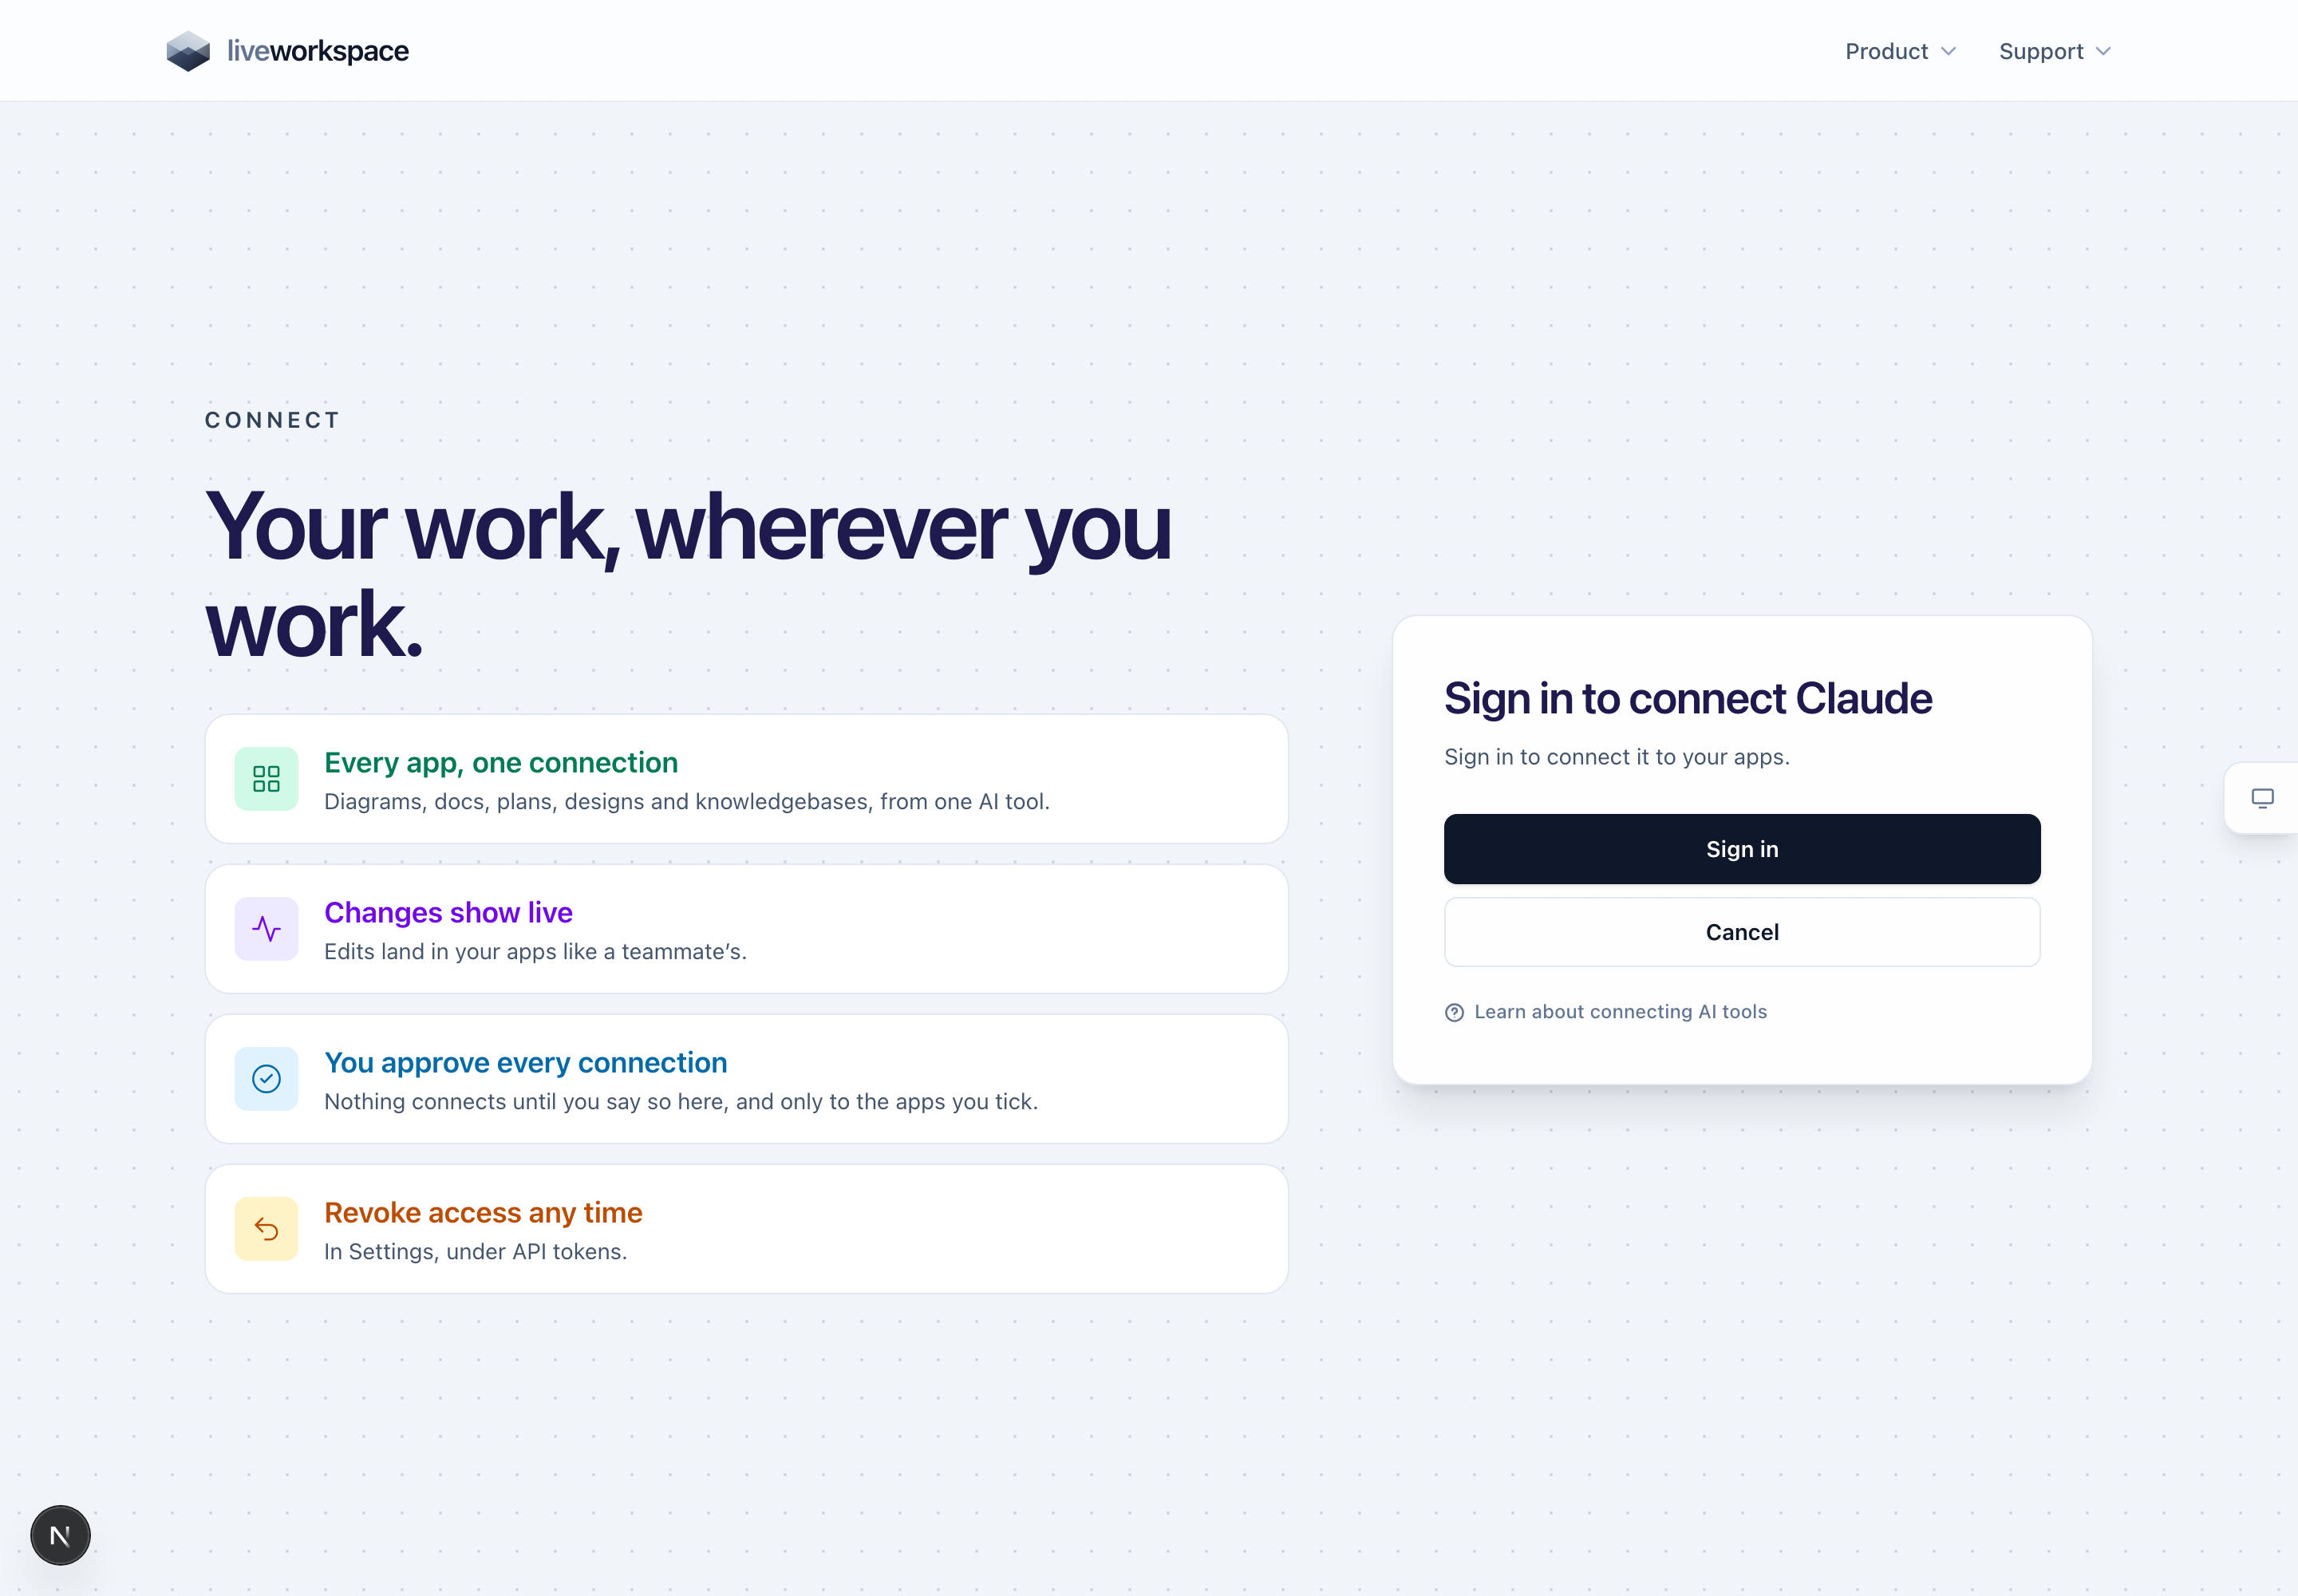 liveworkspace
Product
Support
CONNECT
Your work, wherever you
work.
Every app, one connection
Diagrams, docs, plans, designs and knowledgebases, from one AI tool.
Changes show live
Edits land in your apps like a teammate’s.
You approve every connection
Nothing connects until you say so here, and only to the apps you tick.
Revoke access any time
In Settings, under API tokens.
Sign in to connect Claude
Sign in to connect it to your apps.
Sign in
Cancel
Learn about connecting AI tools
N